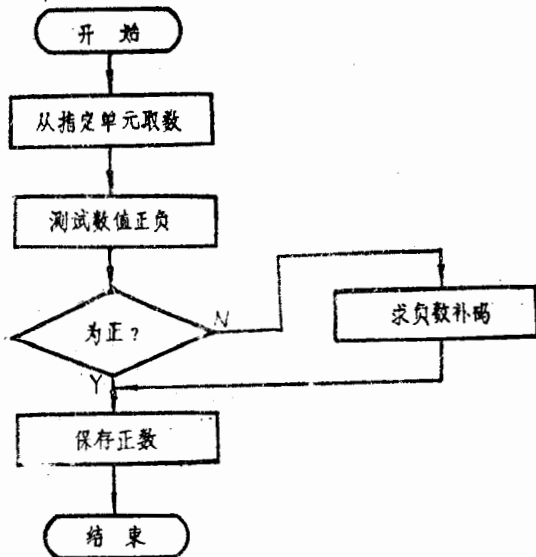 开 始
从指定单元取数
测试数值正负
为正?
N
求负数补码
Y
保存正数
结 束